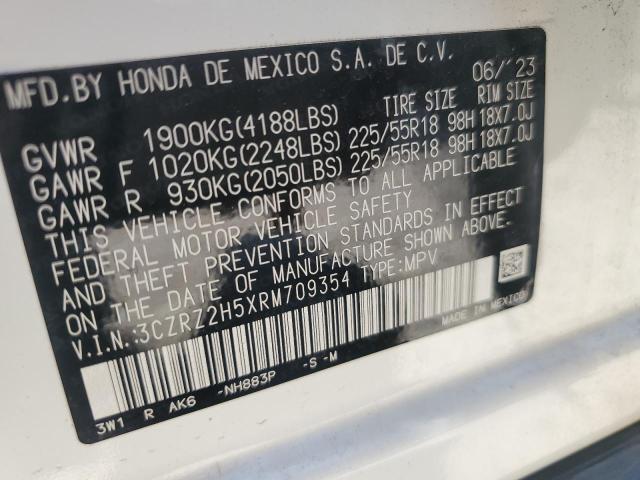 MFD.BY HONDA DE MEXICO S.A. DE C.V. 06/'23
TIRE SIZE RIM SIZE
GVWR 1900KG(4188LBS)
GAWR F 1020KG(2248LBS) 225/55R18 98H 18X7.0J
GAWR R 930KG(2050LBS) 225/55R18 98H 18X7.0J
THIS VEHICLE CONFORMS TO ALL APPLICABLE
FEDERAL MOTOR VEHICLE SAFETY
AND THEFT PREVENTION STANDARDS IN EFFECT
ON THE DATE OF MANUFACTURE SHOWN ABOVE.
V.I.N.:3CZRZ2H5XRM709354 TYPE:MPV
MADE IN MEXICO
3W1 R AK6 -NH883P -S -M